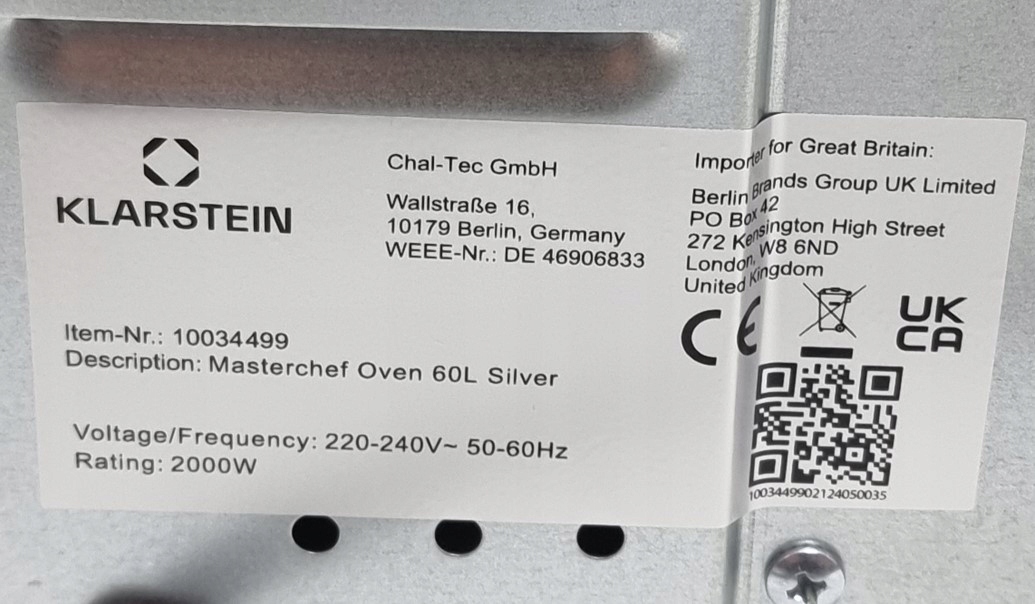 KLARSTEIN
Chal-Tec GmbH
Wallstraße 16,
10179 Berlin, Germany
WEEE-Nr.: DE 46906833
Importer for Great Britain:
Berlin Brands Group UK Limited
PO Box 42
272 Kensington High Street
London, W8 6ND
United Kingdom
Item-Nr.: 10034499
Description: Masterchef Oven 60L Silver
Voltage/Frequency: 220-240V~ 50-60Hz
Rating: 2000W
CE
UK
CA
1003449902124050035